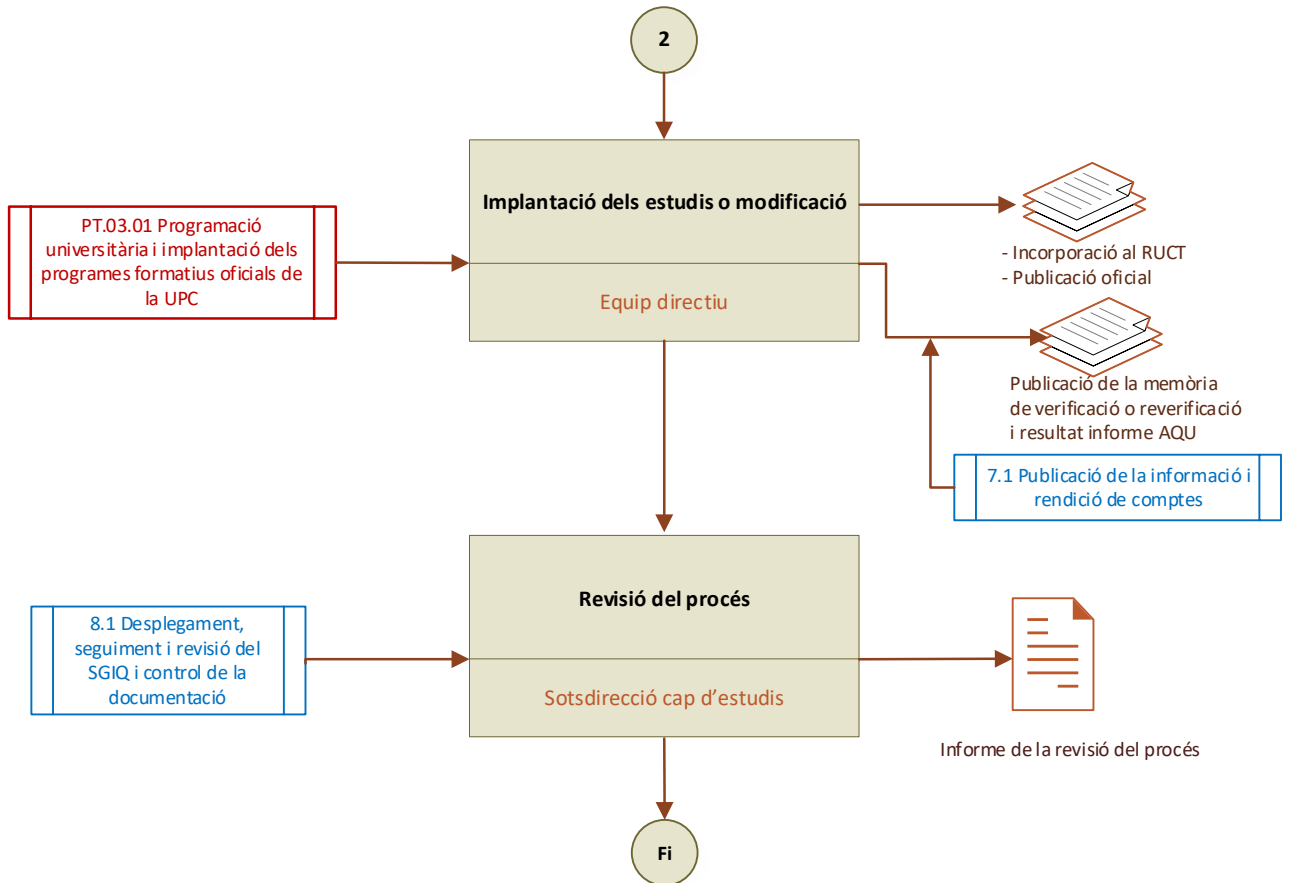 2
Implantació dels estudis o modificació
Equip directiu
PT.03.01 Programació
universitària i implantació dels
programes formatius oficials de
la UPC
- Incorporació al RUCT
- Publicació oficial
Publicació de la memòria
de verificació o reverificació
i resultat informe AQU
7.1 Publicació de la informació i
rendició de comptes
Revisió del procés
Sotsdirecció cap d’estudis
8.1 Desplegament,
seguiment i revisió del
SGIQ i control de la
documentació
Informe de la revisió del procés
Fi